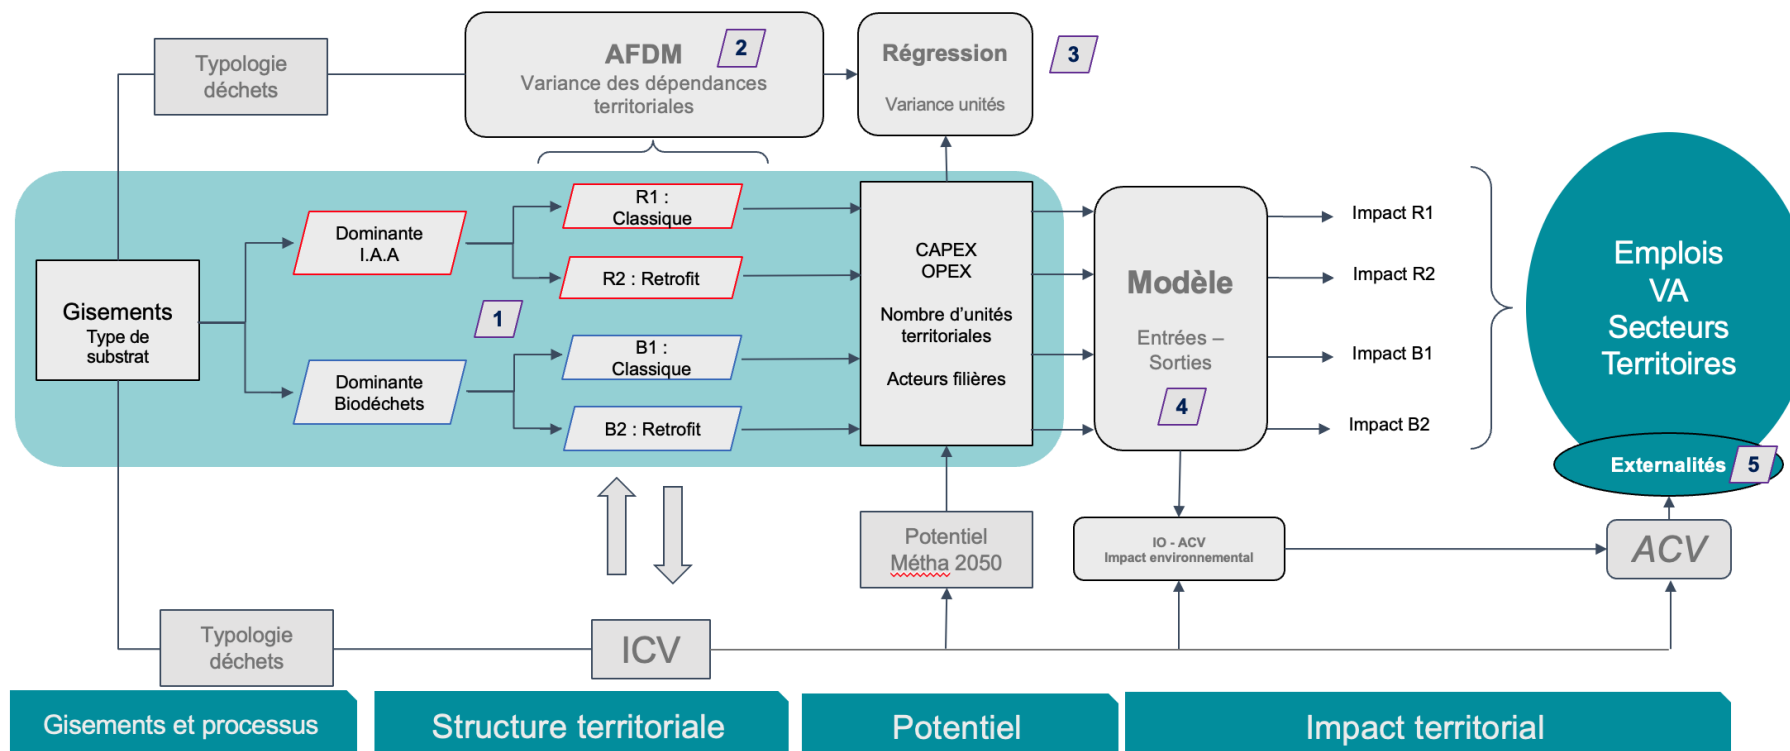 Typologie
déchets
AFDM
2
Variance des dépendances
territoriales
Régression
Variance unités
3
Gisements
Type de
substrat
Dominante
I.A.A
Dominante
Biodéchets
1
R1 :
Classique
R2 : Retrofit
B1 :
Classique
B2 : Retrofit
CAPEX
OPEX
Nombre d'unités
territoriales
Acteurs filières
Modèle
Entrées –
Sorties
4
Impact R1
Impact R2
Impact B1
Impact B2
Emplois
VA
Secteurs
Territoires
Externalités
5
Potentiel
Métha 2050
IO - ACV
Impact environnemental
ACV
Typologie
déchets
ICV
Gisements et processus
Structure territoriale
Potentiel
Impact territorial